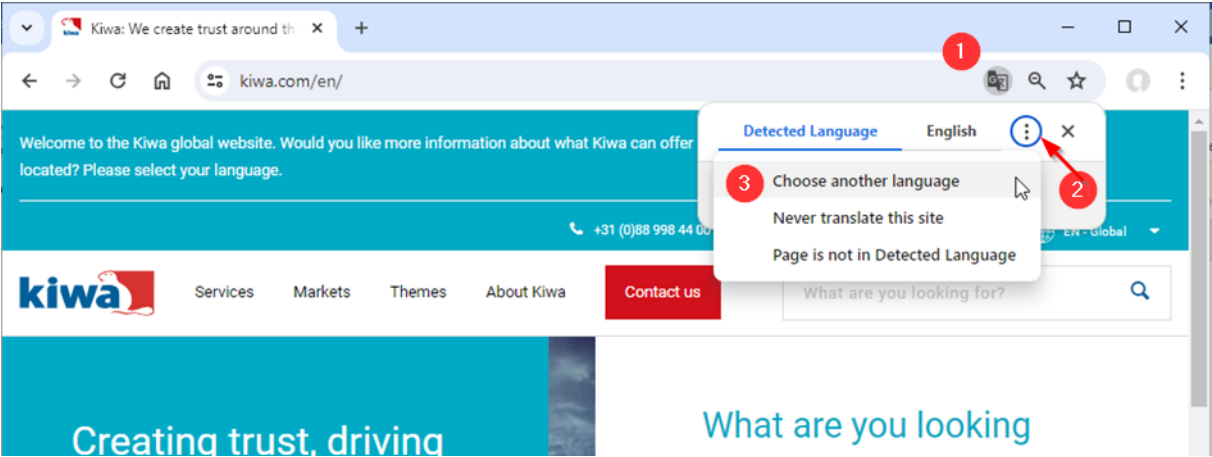 Kiwa: We create trust around th
kiwa.com/en/
1
Welcome to the Kiwa global website. Would you like more information about what Kiwa can offer
located? Please select your language.
Detected Language
English
2
3
Choose another language
Never translate this site
Page is not in Detected Language
+31 (0)88 998 44 00
EN - Global
kiwa
Services
Markets
Themes
About Kiwa
Contact us
What are you looking for?
Creating trust, driving
What are you looking